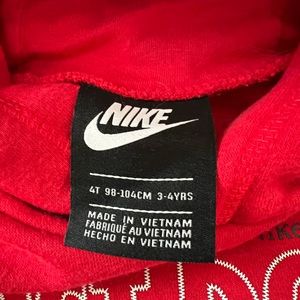 NIKE
4T 98-104CM 3-4YRS
MADE IN VIETNAM
FABRIQUÉ AU VIETNAM
HECHO EN VIETNAM